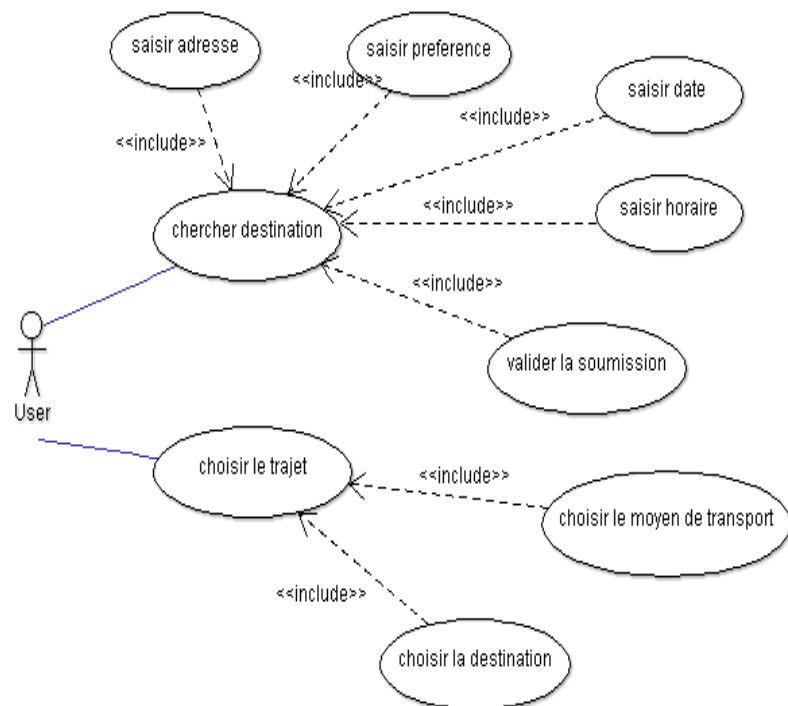 saisir adresse
saisir preference
<<include>>
saisir date
<<include>>
<<include>>
chercher destination
<<include>>
saisir horaire
<<include>>
valider la soumission
User
choisir le trajet
<<include>>
choisir le moyen de transport
<<include>>
choisir la destination